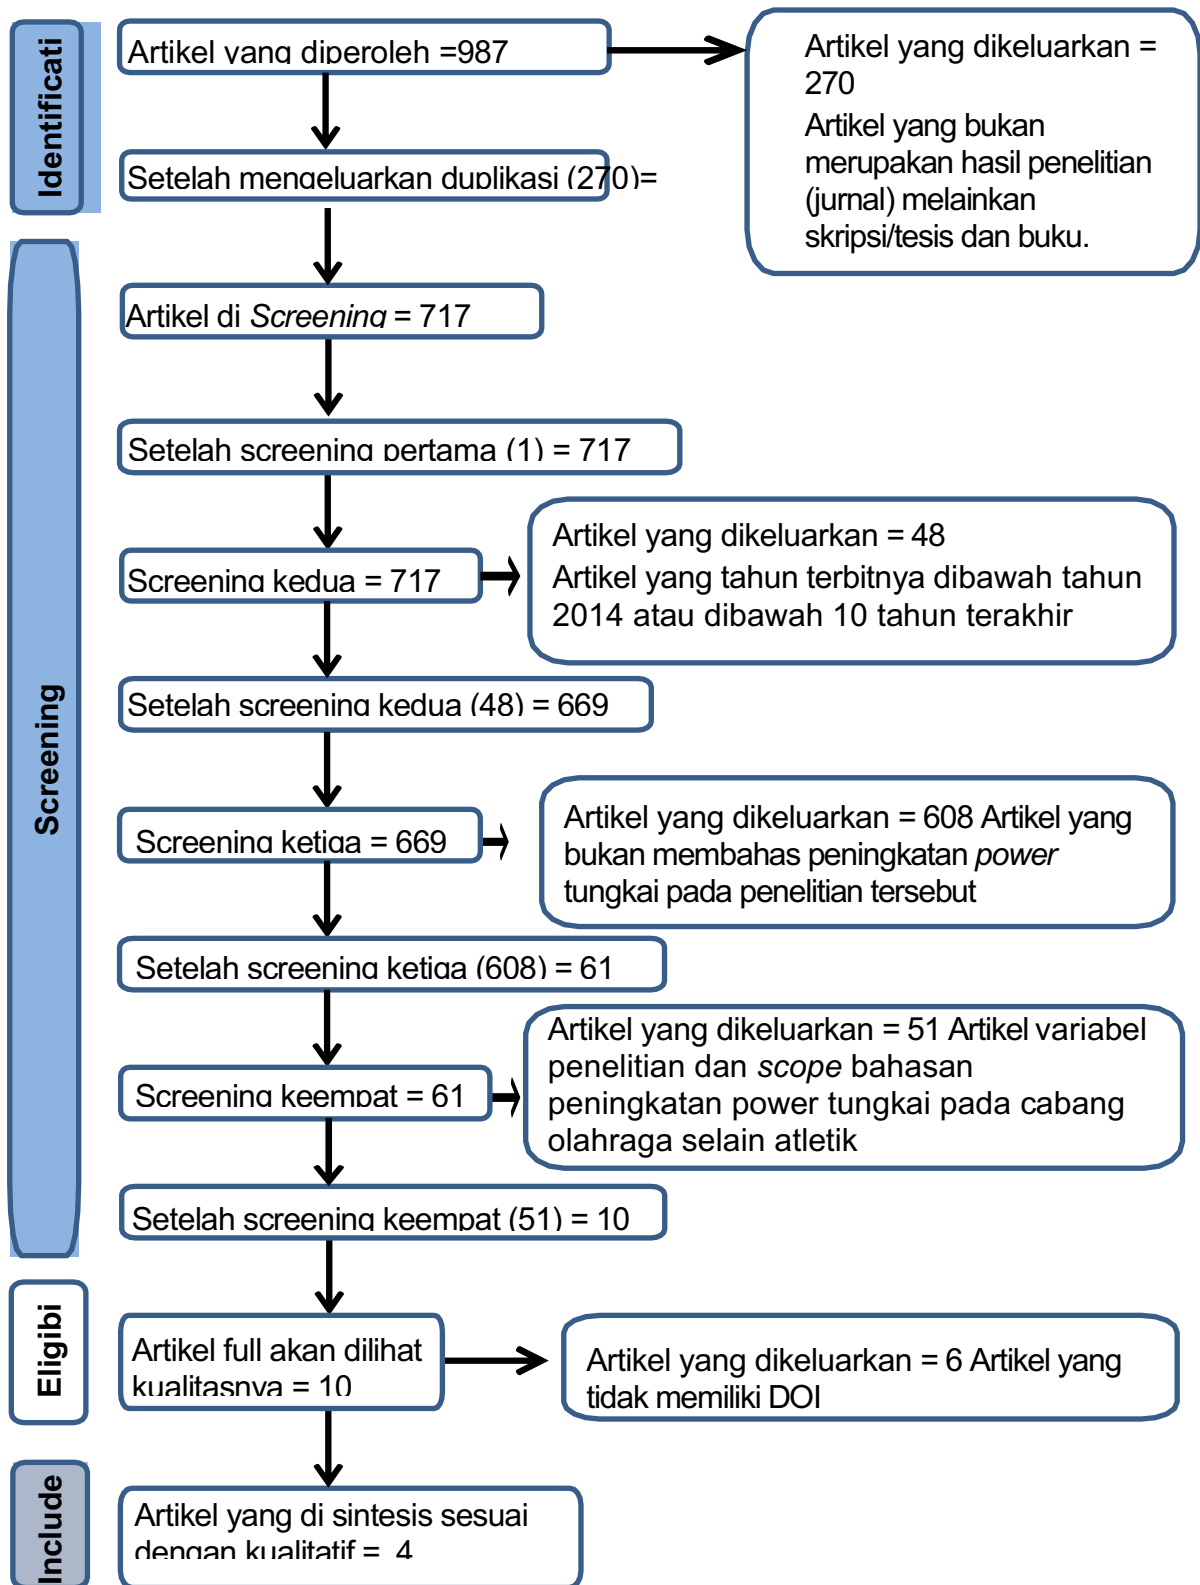 Identificati
Artikel yang diperoleh =987
Artikel yang dikeluarkan =
270
Artikel yang bukan
merupakan hasil penelitian
(jurnal) melainkan
skripsi/tesis dan buku.
Setelah mengeluarkan duplikasi (270)=
Screening
Artikel di Screening = 717
Setelah screening pertama (1) = 717
Screening kedua = 717
Artikel yang dikeluarkan = 48
Artikel yang tahun terbitnya dibawah tahun
2014 atau dibawah 10 tahun terakhir
Setelah screening kedua (48) = 669
Screening ketiga = 669
Artikel yang dikeluarkan = 608 Artikel yang
bukan membahas peningkatan power
tungkai pada penelitian tersebut
Setelah screening ketiga (608) = 61
Screening keempat = 61
Artikel yang dikeluarkan = 51 Artikel variabel
penelitian dan scope bahasan
peningkatan power tungkai pada cabang
olahraga selain atletik
Setelah screening keempat (51) = 10
Eligibi
Artikel full akan dilihat
kualitasnya = 10
Artikel yang dikeluarkan = 6 Artikel yang
tidak memiliki DOI
Include
Artikel yang di sintesis sesuai
dengan kualitatif = 4